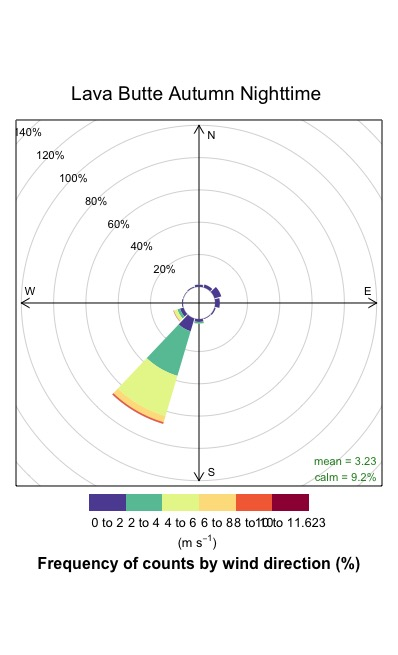 Lava Butte Autumn Nighttime
140%
120%
100%
80%
60%
40%
20%
N
W
E
S
mean = 3.23
calm = 9.2%
0 to 2 2 to 4 4 to 6 6 to 8 8 to 10 10 to 11.623
(m s⁻¹)
Frequency of counts by wind direction (%)